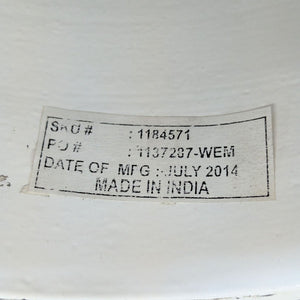 SKU # : 1184571
PO # : 1137287-WEM
DATE OF MFG :- JULY 2014
MADE IN INDIA